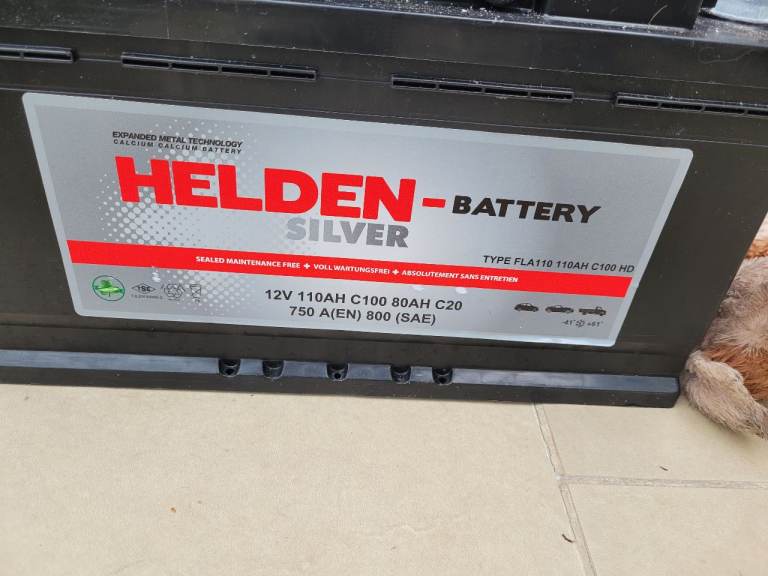 EXPANDED METAL TECHNOLOGY
CALCIUM CALCIUM BATTERY
HELDEN-BATTERY
SILVER
TYPE FLA110 110AH C100 HD
SEALED MAINTENANCE FREE + VOLL WARTUNGSFREI + ABSOLUTEMENT SANS ENTRETIEN
TSE
12V 110AH C100 80AH C20
750 A(EN) 800 (SAE)